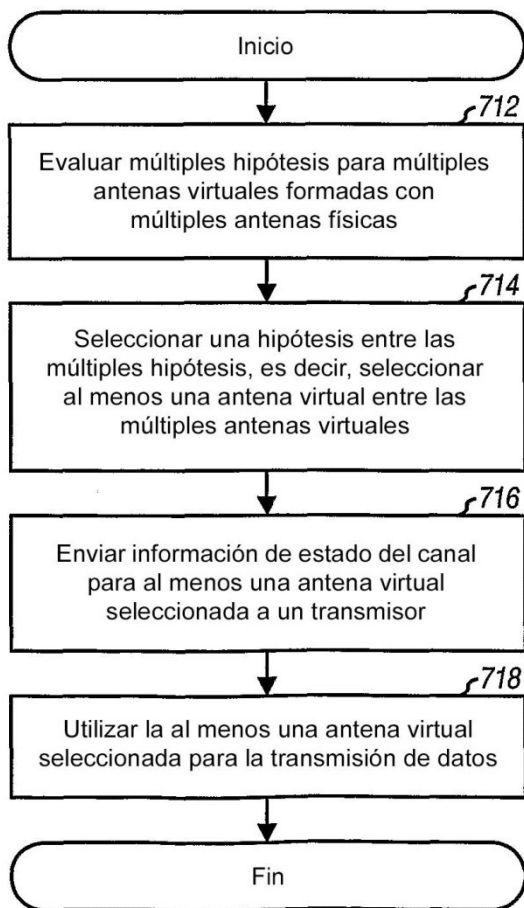 Inicio
712
Evaluar múltiples hipótesis para múltiples
antenas virtuales formadas con
múltiples antenas físicas
714
Seleccionar una hipótesis entre las
múltiples hipótesis, es decir, seleccionar
al menos una antena virtual entre las
múltiples antenas virtuales
716
Enviar información de estado del canal
para al menos una antena virtual
seleccionada a un transmisor
718
Utilizar la al menos una antena virtual
seleccionada para la transmisión de datos
Fin